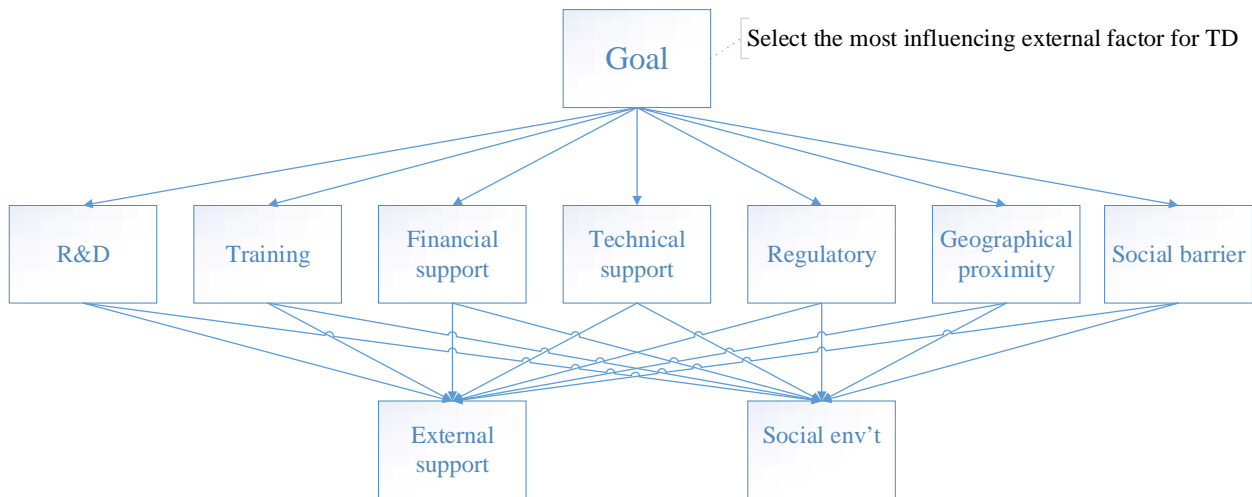 Select the most influencing external factor for TD
Goal
R&D
Training
Financial
support
Technical
support
Regulatory
Geographical
proximity
Social barrier
External
support
Social env’t